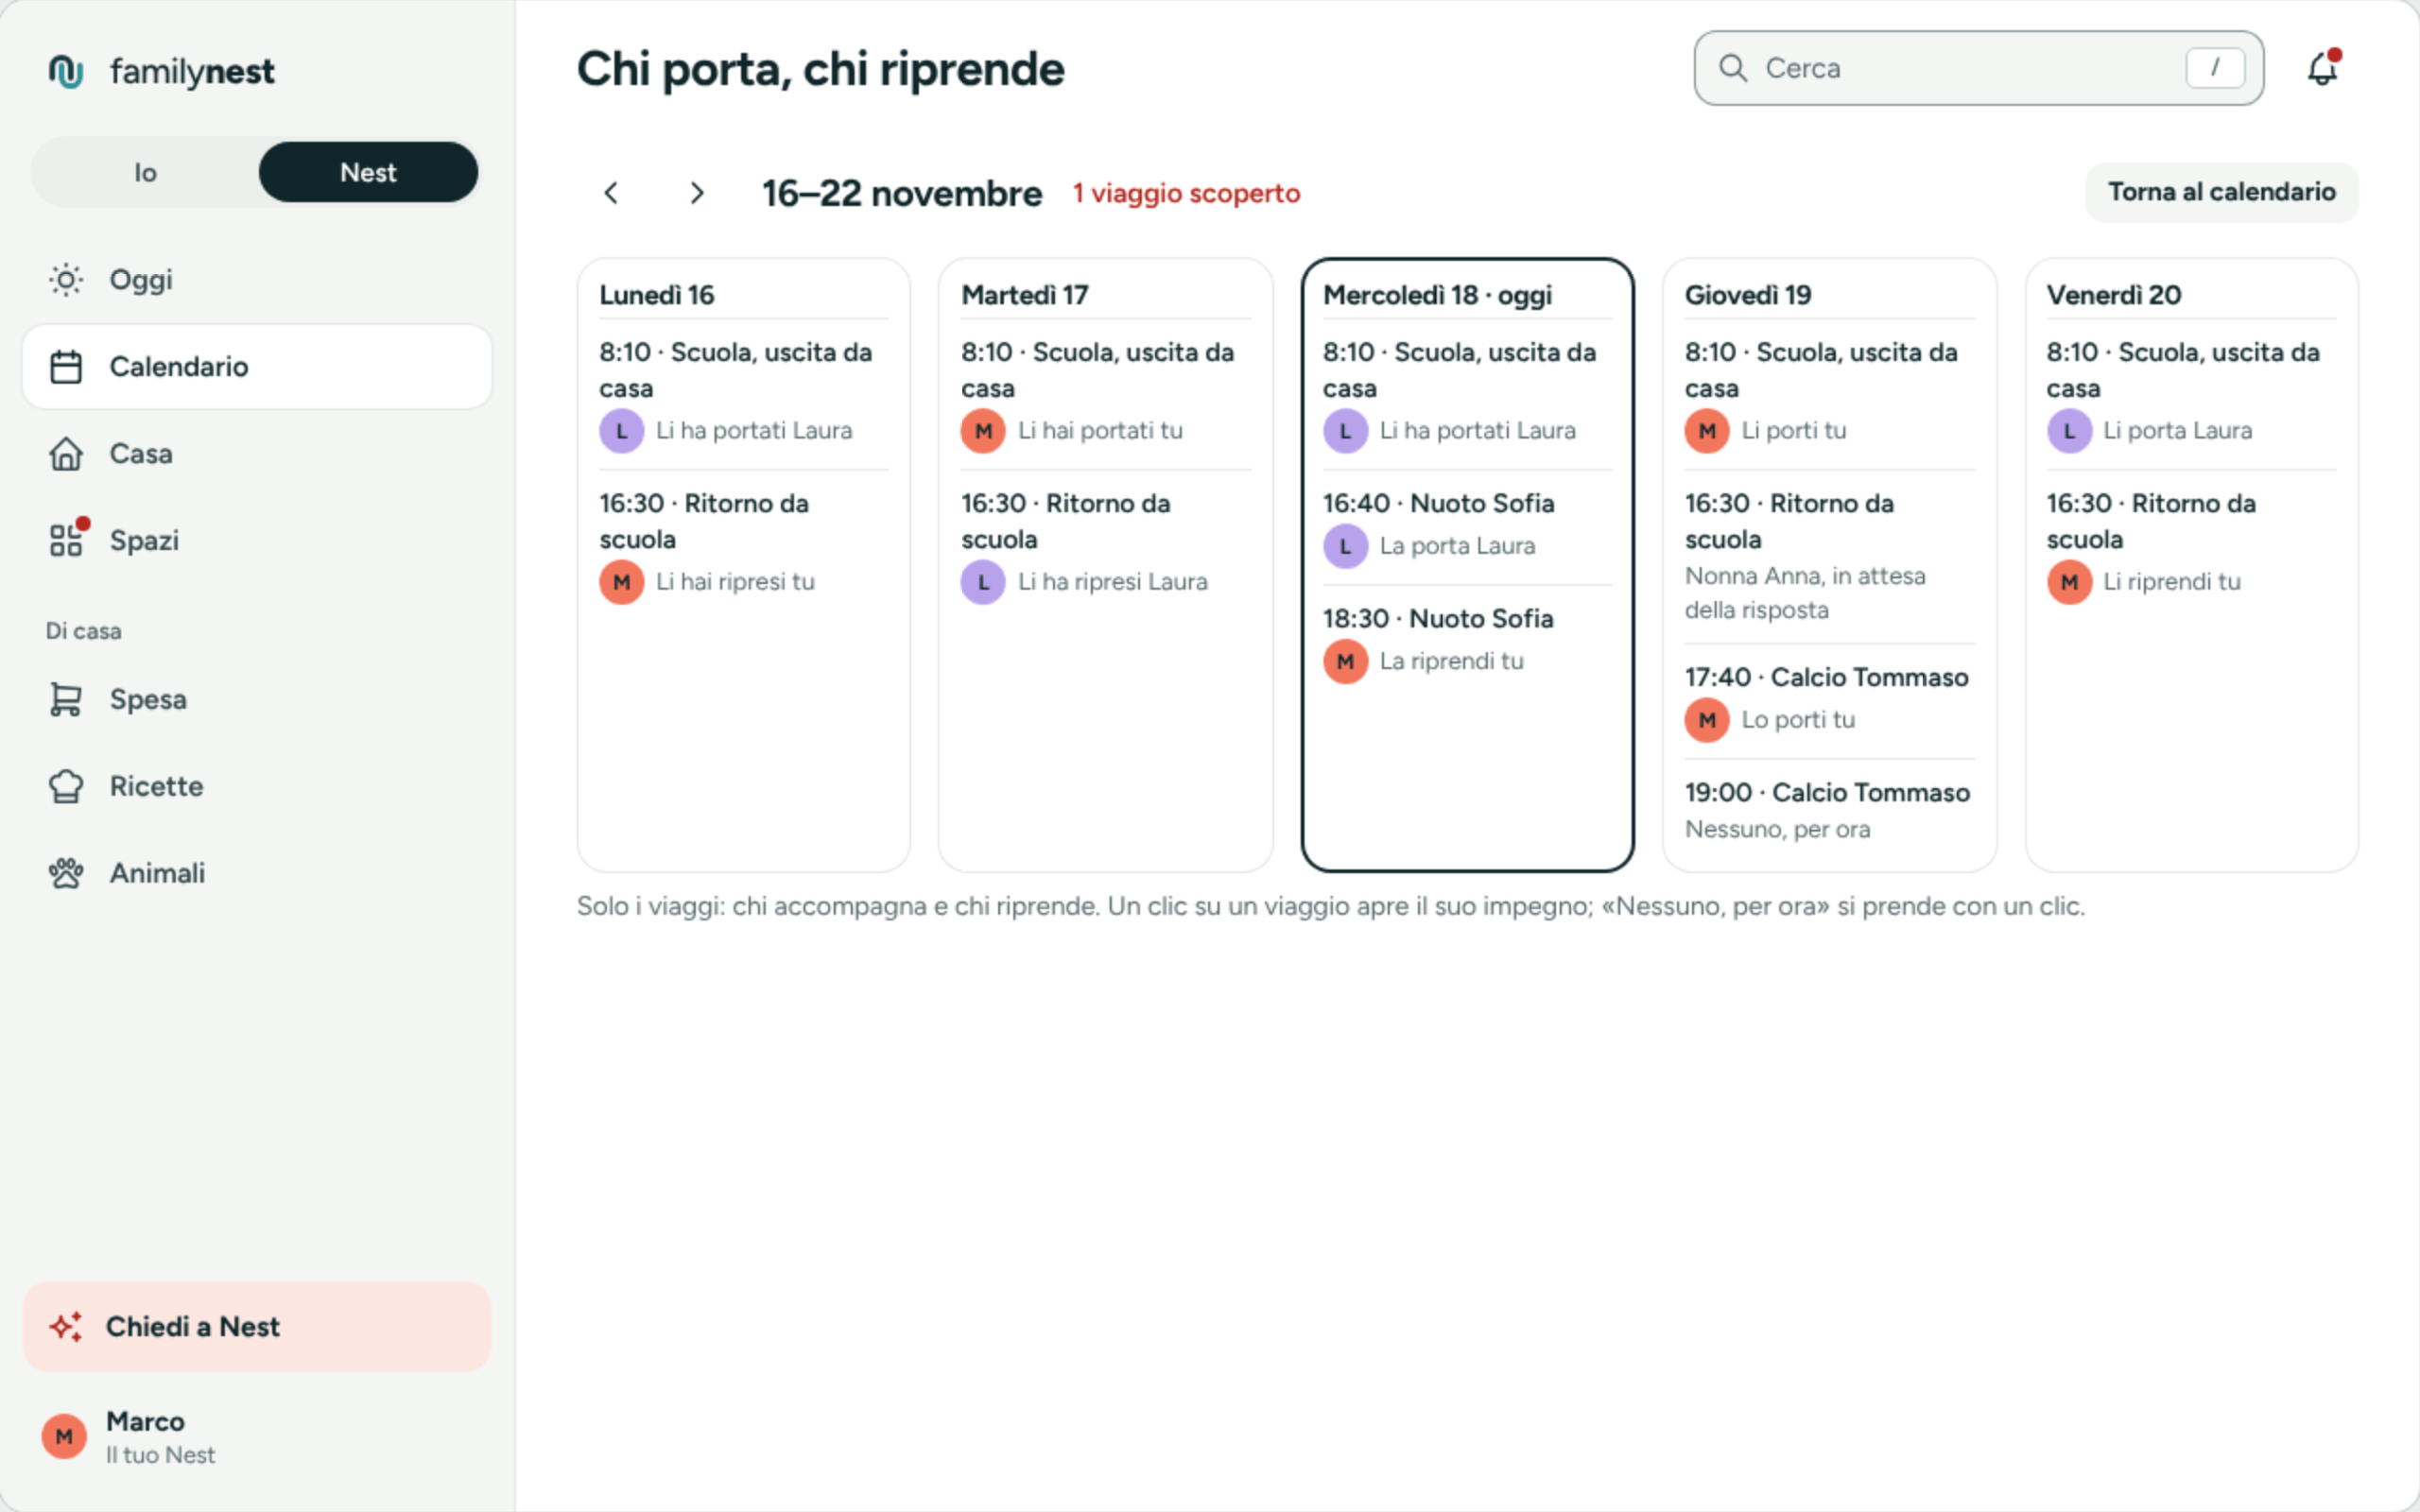 familynest
Io
Nest
Oggi
Calendario
Casa
Spazi
Di casa
Spesa
Ricette
Animali
Chiedi a Nest
M
Marco
Il tuo Nest
Chi porta, chi riprende
Cerca
/
16–22 novembre
1 viaggio scoperto
Torna al calendario
Lunedì 16
8:10 · Scuola, uscita da
casa
L
Li ha portati Laura
16:30 · Ritorno da
scuola
M
Li hai ripresi tu
Martedì 17
8:10 · Scuola, uscita da
casa
M
Li hai portati tu
16:30 · Ritorno da
scuola
L
Li ha ripresi Laura
Mercoledì 18 · oggi
8:10 · Scuola, uscita da
casa
L
Li ha portati Laura
16:40 · Nuoto Sofia
L
La porta Laura
18:30 · Nuoto Sofia
M
La riprendi tu
Giovedì 19
8:10 · Scuola, uscita da
casa
M
Li porti tu
16:30 · Ritorno da
scuola
Nonna Anna, in attesa
della risposta
17:40 · Calcio Tommaso
M
Lo porti tu
19:00 · Calcio Tommaso
Nessuno, per ora
Venerdì 20
8:10 · Scuola, uscita da
casa
L
Li porta Laura
16:30 · Ritorno da
scuola
M
Li riprendi tu
Solo i viaggi: chi accompagna e chi riprende. Un clic su un viaggio apre il suo impegno; «Nessuno, per ora» si prende con un clic.